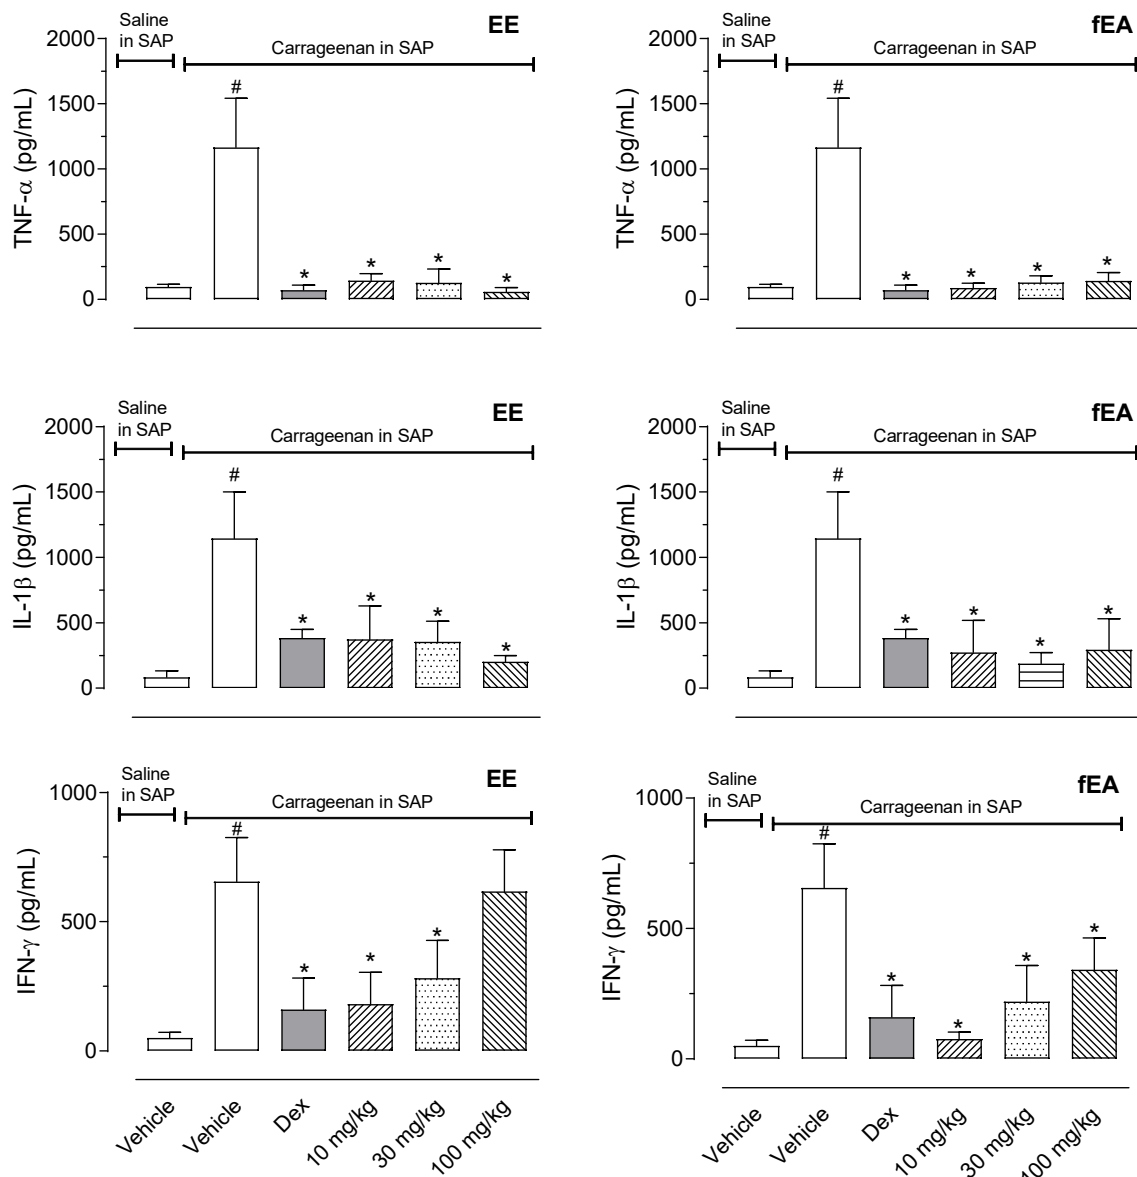 Saline
in SAP
EE
Carrageenan in SAP
2000
1500
1000
500
0
TNF-α (pg/mL)
#
*
*
*
*
Saline
in SAP
fEA
Carrageenan in SAP
2000
1500
1000
500
0
TNF-α (pg/mL)
#
*
*
*
*
Saline
in SAP
EE
Carrageenan in SAP
2000
1500
1000
500
0
IL-1β (pg/mL)
#
*
*
*
*
Saline
in SAP
fEA
Carrageenan in SAP
2000
1500
1000
500
0
IL-1β (pg/mL)
#
*
*
*
*
Saline
in SAP
EE
Carrageenan in SAP
1000
500
0
IFN-γ (pg/mL)
#
*
*
*
Vehicle
Vehicle
Dex
10 mg/kg
30 mg/kg
100 mg/kg
Saline
in SAP
fEA
Carrageenan in SAP
1000
500
0
IFN-γ (pg/mL)
#
*
*
*
*
Vehicle
Vehicle
Dex
10 mg/kg
30 mg/kg
100 mg/kg